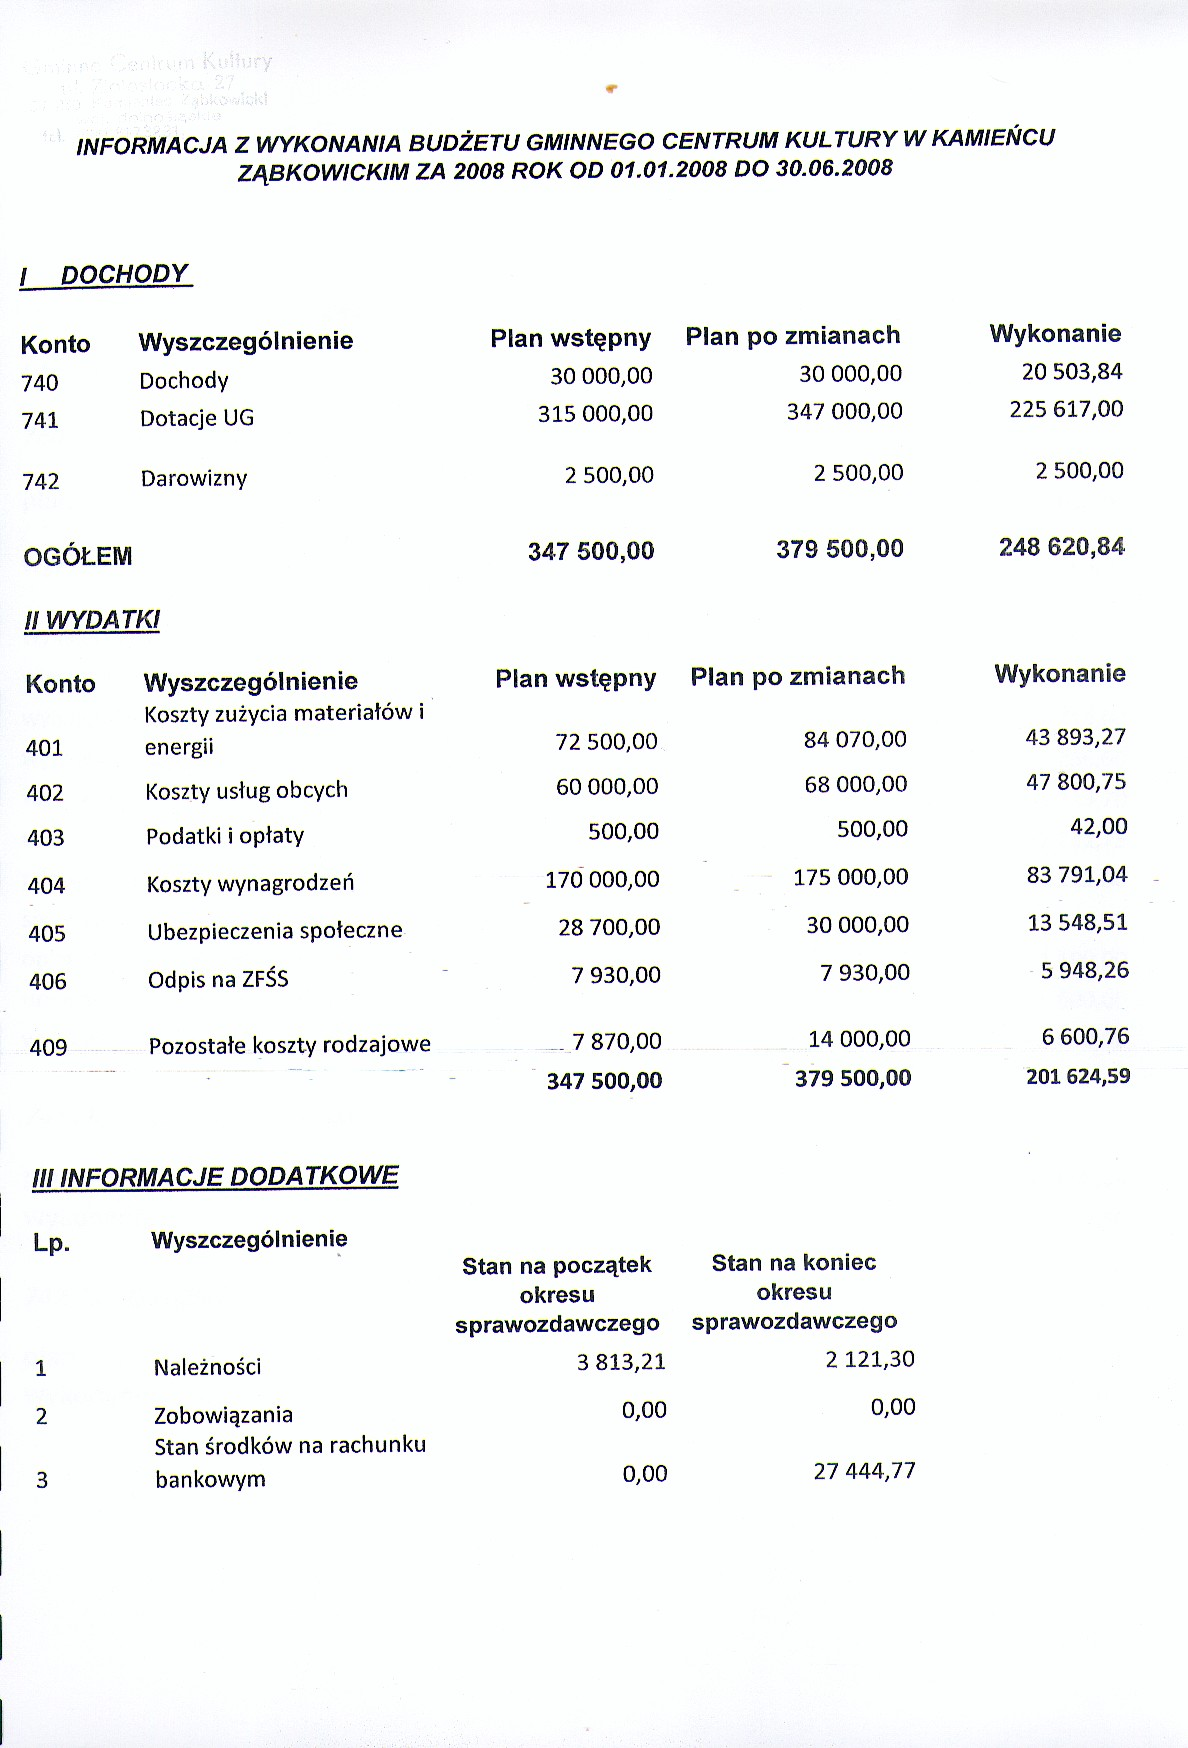 Centrum Kultury
27
INFORMACJA Z WYKONANIA BUDŻETU GMINNEGO CENTRUM KULTURY W KAMIEŃCU
ZĄBKOWICKIM ZA 2008 ROK OD 01.01.2008 DO 30.06.2008
I DOCHODY
Konto Wyszczególnienie Plan wstępny Plan po zmianach Wykonanie
740 Dochody 30 000,00 30 000,00 20 503,84
741 Dotacje UG 315 000,00 347 000,00 225 617,00
742 Darowizny 2 500,00 2 500,00 2 500,00
OGÓŁEM 347 500,00 379 500,00 248 620,84
II WYDATKI
Konto Wyszczególnienie Plan wstępny Plan po zmianach Wykonanie
Koszty zużycia materiałów i
401 energii 72 500,00 84 070,00 43 893,27
402 Koszty usług obcych 60 000,00 68 000,00 47 800,75
403 Podatki i opłaty 500,00 500,00 42,00
404 Koszty wynagrodzeń 170 000,00 175 000,00 83 791,04
405 Ubezpieczenia społeczne 28 700,00 30 000,00 13 548,51
406 Odpis na ZFŚS 7 930,00 7 930,00 5 948,26
409 Pozostałe koszty rodzajowe 7 870,00 14 000,00 6 600,76
347 500,00 379 500,00 201 624,59
III INFORMACJE DODATKOWE
Lp. Wyszczególnienie
Stan na początek Stan na koniec
okresu okresu
sprawozdawczego sprawozdawczego
1 Należności 3 813,21 2 121,30
2 Zobowiązania 0,00 0,00
Stan środków na rachunku
3 bankowym 0,00 27 444,77